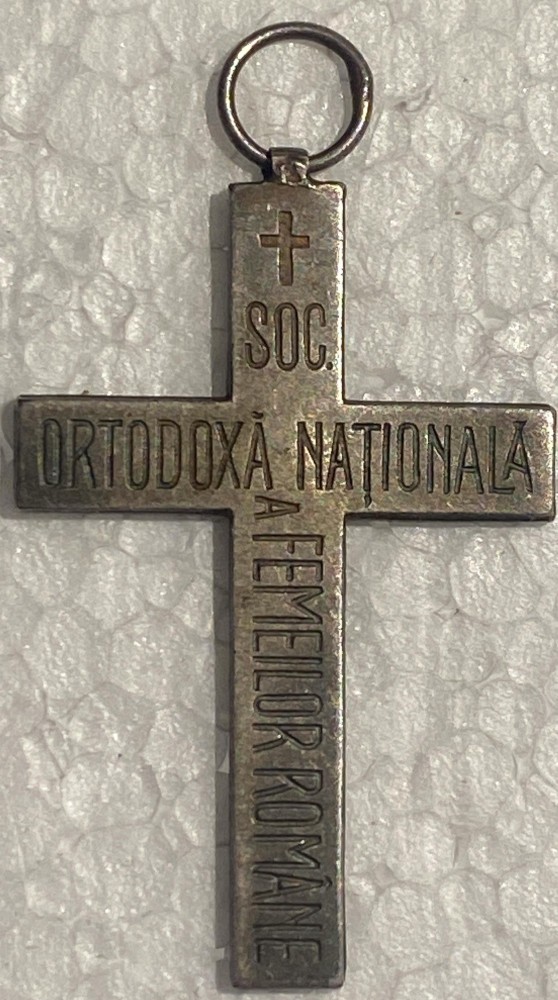 SOC.
ORTODOXĂ NAȚIONALĂ
A FEMEILOR ROMÂNE